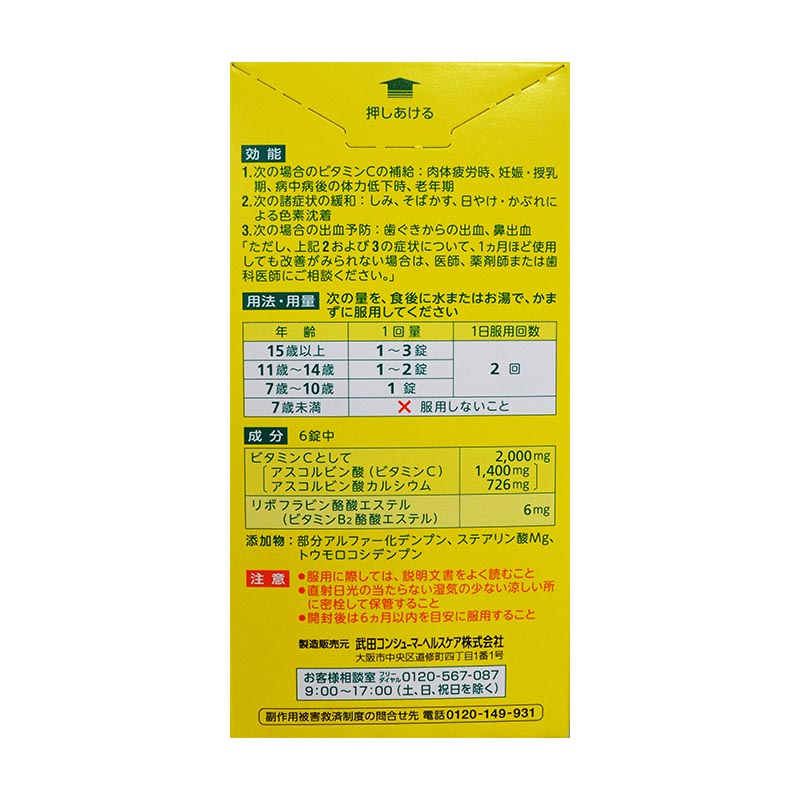 押しあける
効能
1.次の場合のビタミンCの補給：肉体疲労時、妊娠・授乳
期、病中病後の体力低下時、老年期
2.次の諸症状の緩和：しみ、そばかす、日やけ・かぶれに
よる色素沈着
3.次の場合の出血予防：歯ぐきからの出血、鼻出血
「ただし、上記2および3の症状について、1ヵ月ほど使用
しても改善がみられない場合は、医師、薬剤師または歯
科医師にご相談ください。」
用法・用量 次の量を、食後に水またはお湯で、かま
ずに服用してください
年齢 1回量 1日服用回数
15歳以上 1～3錠
11歳～14歳 1～2錠 2回
7歳～10歳 1錠
7歳未満 × 服用しないこと
成分 6錠中
ビタミンCとして 2,000mg
アスコルビン酸（ビタミンC） 1,400mg
アスコルビン酸カルシウム 726mg
リボフラビン酪酸エステル
（ビタミンB2酪酸エステル） 6mg
添加物：部分アルファー化デンプン、ステアリン酸Mg、
トウモロコシデンプン
注意 ●服用に際しては、説明文書をよく読むこと
●直射日光の当たらない湿気の少ない涼しい所
に密栓して保管すること
●開封後は6ヵ月以内を目安に服用すること
製造販売元 武田コンシューマーヘルスケア株式会社
大阪市中央区道修町四丁目1番1号
お客様相談室 フリーダイヤル0120-567-087
9:00～17:00（土、日、祝日を除く）
副作用被害救済制度の問合せ先 電話0120-149-931